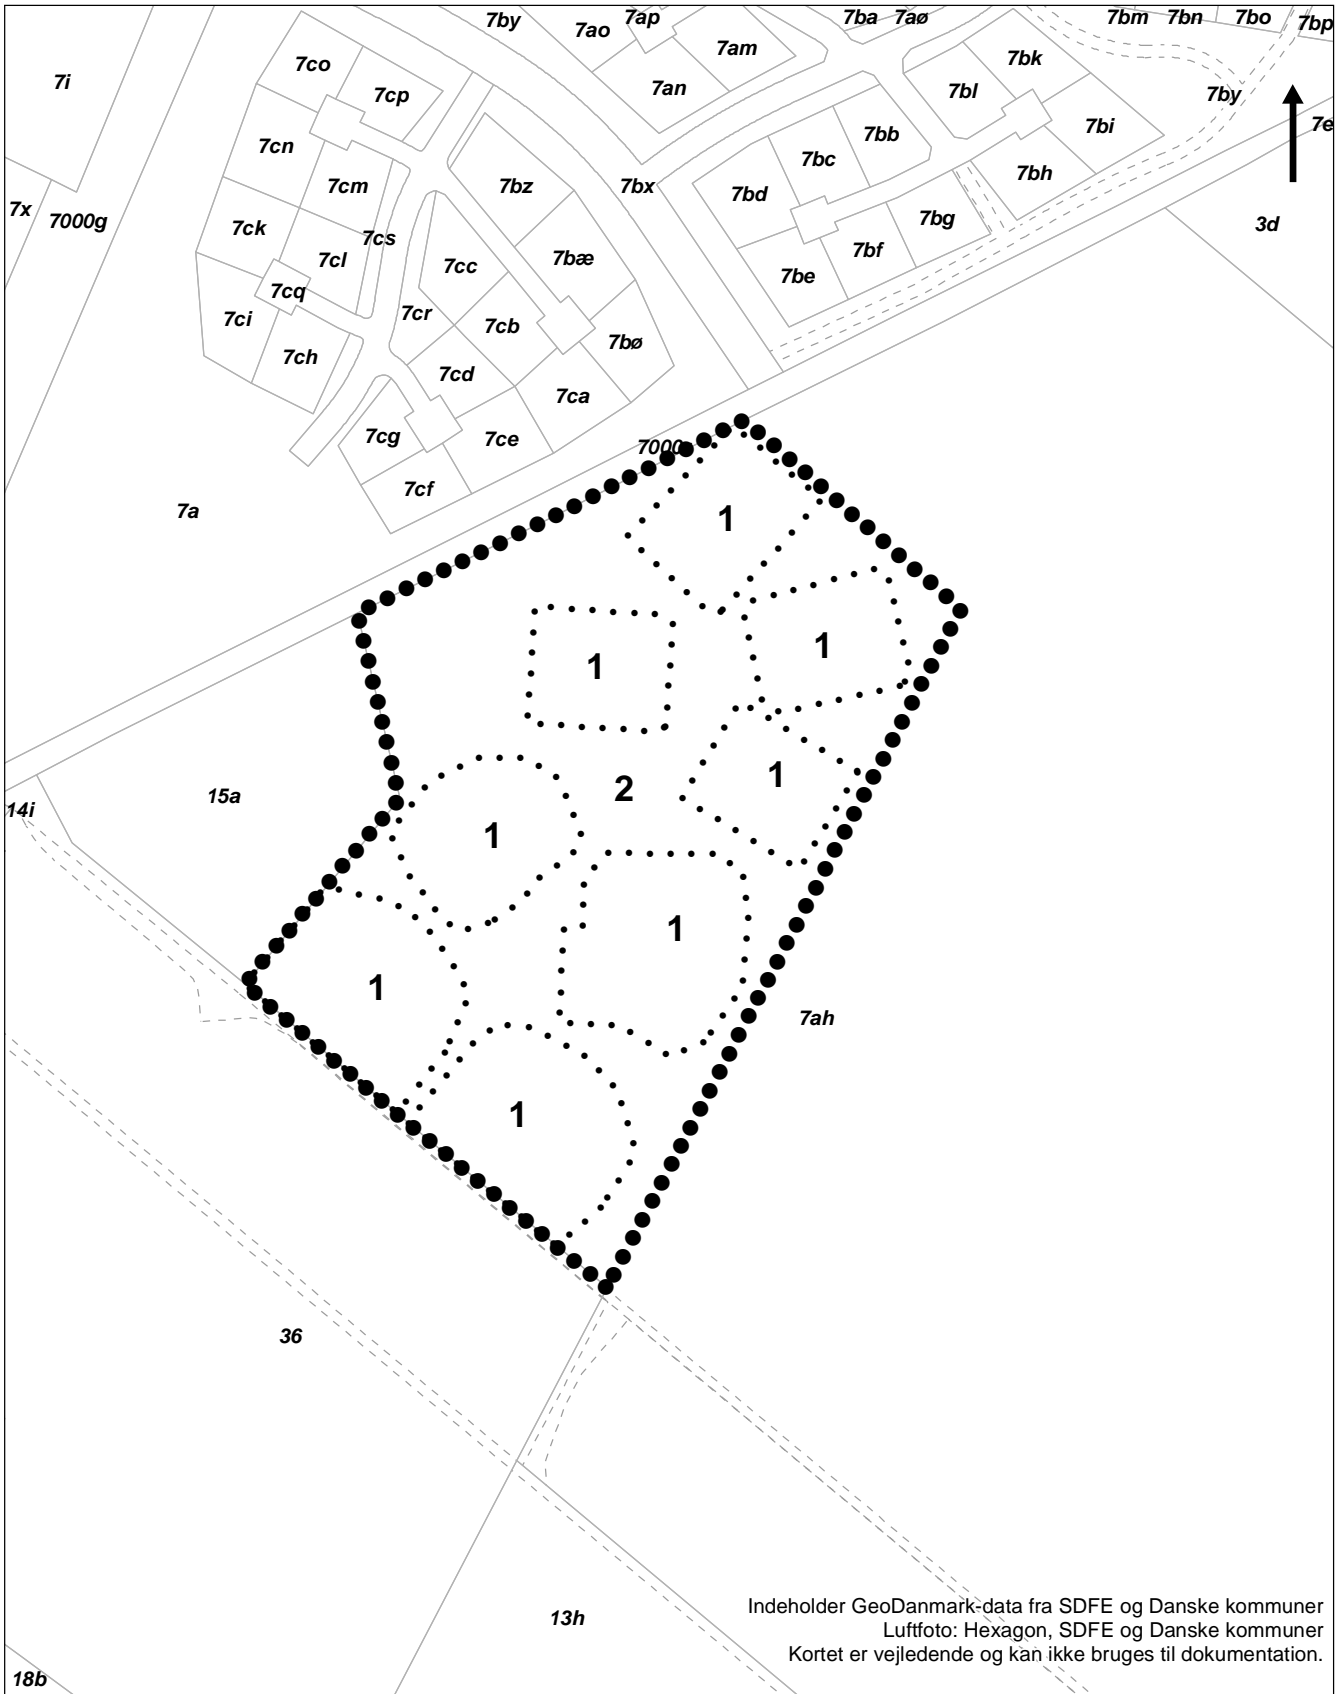 7by
7ap
7ba
7aø
7bm
7bn
7bo
7bp
7ao
7am
7bk
7co
7i
7cp
7an
7bl
7by
7e
7bi
7bb
7cn
7bc
7bh
7cm
7bz
7bx
7bd
7x
7000g
7bg
7ck
7cs
3d
7bf
7cl
7cc
7bæ
7be
7cq
7ci
7cr
7cb
7bø
7ch
7cd
7ca
7cg
7ce
7000
7cf
7a
1
1
1
1
2
15a
14i
1
1
1
7ah
1
36
13h
18b
Indeholder GeoDanmark-data fra SDFE og Danske kommuner
Luftfoto: Hexagon, SDFE og Danske kommuner
Kortet er vejledende og kan ikke bruges til dokumentation.